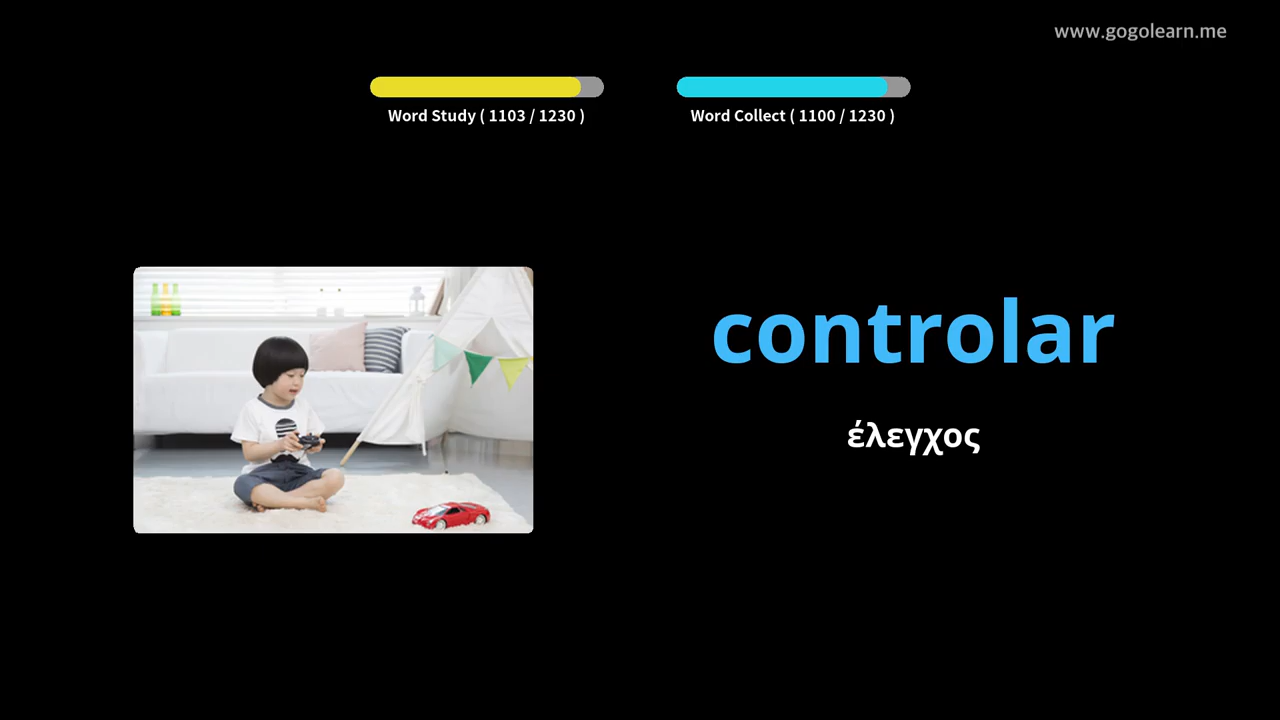 www.gogolearn.me
Word Study ( 1103 / 1230 )
Word Collect ( 1100 / 1230 )
controlar
έλεγχος